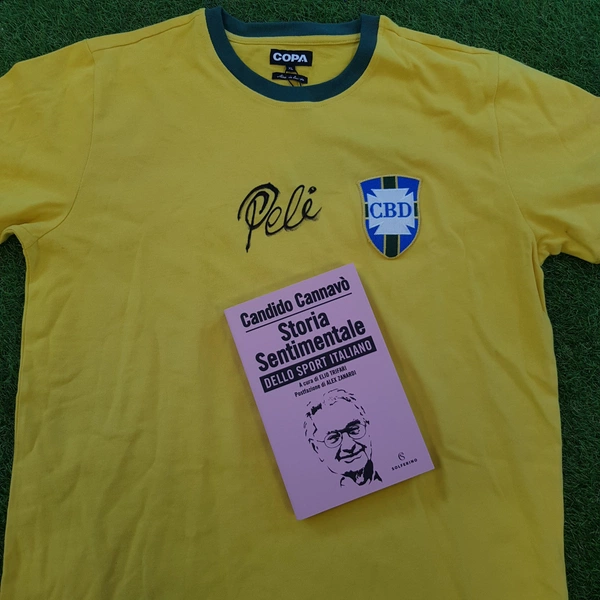 COPA
Pelé
CBD
Candido Cannavò
Storia
Sentimentale
DELLO SPORT ITALIANO
A cura di ELIO TRIFARI
Postfazione di ALEX ZANARDI
SOLFERINO